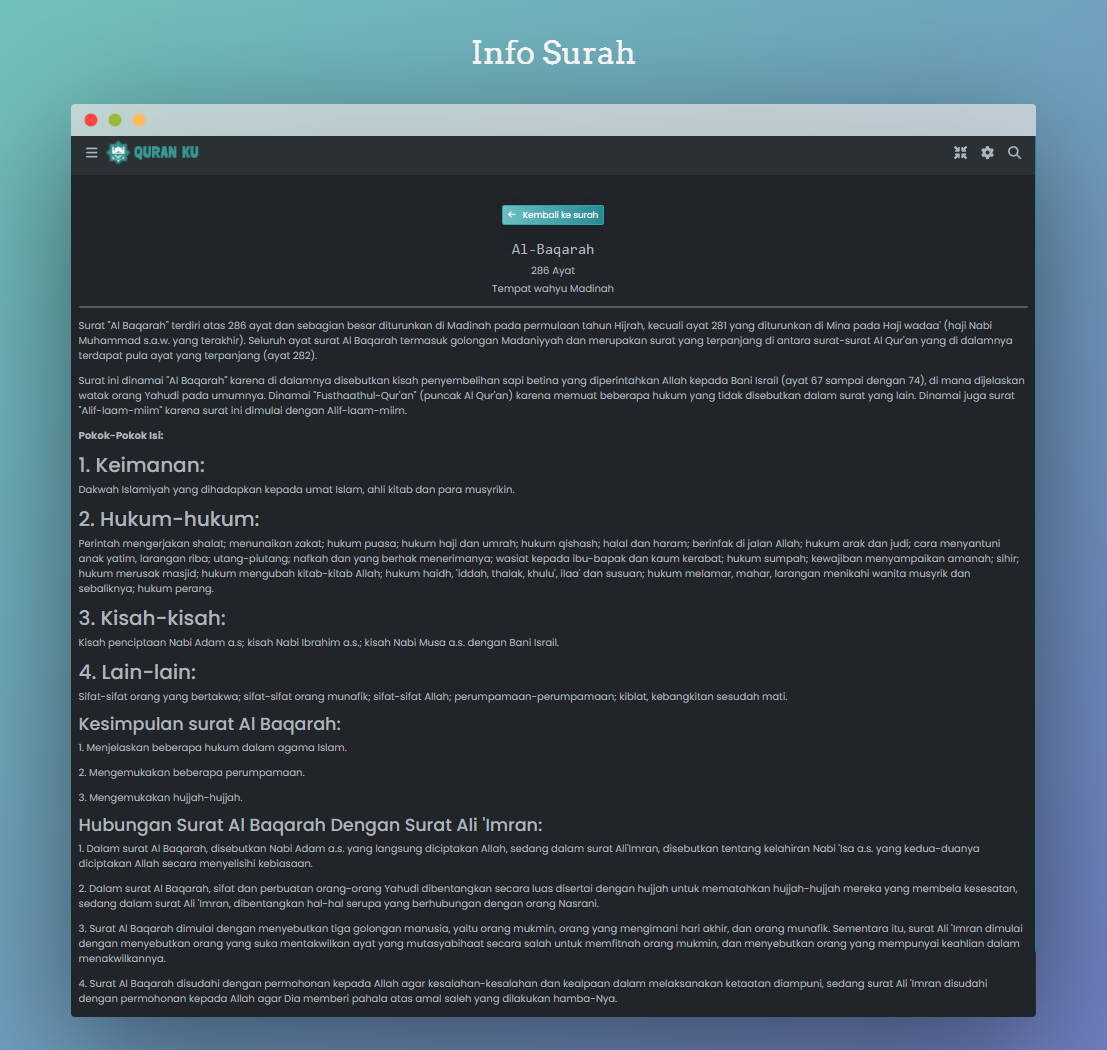 Info Surah
QURAN KU
← Kembali ke surah
Al-Baqarah
286 Ayat
Tempat wahyu Madinah
Surat "Al Baqarah" terdiri atas 286 ayat dan sebagian besar diturunkan di Madinah pada permulaan tahun Hijrah, kecuali ayat 281 yang diturunkan di Mina pada Haji wadaa' (haji Nabi
Muhammad s.a.w. yang terakhir). Seluruh ayat surat Al Baqarah termasuk golongan Madaniyyah dan merupakan surat yang terpanjang di antara surat-surat Al Qur'an yang di dalamnya
terdapat pula ayat yang terpanjang (ayat 282).
Surat ini dinamai "Al Baqarah" karena di dalamnya disebutkan kisah penyembelihan sapi betina yang diperintahkan Allah kepada Bani Israil (ayat 67 sampai dengan 74), di mana dijelaskan
watak orang Yahudi pada umumnya. Dinamai "Fusthaathul-Qur'an" (puncak Al Qur'an) karena memuat beberapa hukum yang tidak disebutkan dalam surat yang lain. Dinamai juga surat
"Alif-laam-miim" karena surat ini dimulai dengan Alif-laam-miim.
Pokok-Pokok Isi:
1. Keimanan:
Dakwah Islamiyah yang dihadapkan kepada umat Islam, ahli kitab dan para musyrikin.
2. Hukum-hukum:
Perintah mengerjakan shalat; menunaikan zakat; hukum puasa; hukum haji dan umrah; hukum qishash; halal dan haram; berinfak di jalan Allah; hukum arak dan judi; cara menyantuni
anak yatim, larangan riba; utang-piutang; nafkah dan yang berhak menerimanya; wasiat kepada ibu-bapak dan kaum kerabat; hukum sumpah; kewajiban menyampaikan amanah; sihir;
hukum merusak masjid; hukum mengubah kitab-kitab Allah; hukum haidh, 'iddah, thalak, khulu', ilaa' dan susuan; hukum melamar, mahar, larangan menikahi wanita musyrik dan
sebaliknya; hukum perang.
3. Kisah-kisah:
Kisah penciptaan Nabi Adam a.s; kisah Nabi Ibrahim a.s.; kisah Nabi Musa a.s. dengan Bani Israil.
4. Lain-lain:
Sifat-sifat orang yang bertakwa; sifat-sifat orang munafik; sifat-sifat Allah; perumpamaan-perumpamaan; kiblat, kebangkitan sesudah mati.
Kesimpulan surat Al Baqarah:
1. Menjelaskan beberapa hukum dalam agama Islam.
2. Mengemukakan beberapa perumpamaan.
3. Mengemukakan hujjah-hujjah.
Hubungan Surat Al Baqarah Dengan Surat Ali 'Imran:
1. Dalam surat Al Baqarah, disebutkan Nabi Adam a.s. yang langsung diciptakan Allah, sedang dalam surat Ali'Imran, disebutkan tentang kelahiran Nabi 'Isa a.s. yang kedua-duanya
diciptakan Allah secara menyelisihi kebiasaan.
2. Dalam surat Al Baqarah, sifat dan perbuatan orang-orang Yahudi dibentangkan secara luas disertai dengan hujjah untuk mematahkan hujjah-hujjah mereka yang membela kesesatan,
sedang dalam surat Ali 'Imran, dibentangkan hal-hal serupa yang berhubungan dengan orang Nasrani.
3. Surat Al Baqarah dimulai dengan menyebutkan tiga golongan manusia, yaitu orang mukmin, orang yang mengimani hari akhir, dan orang munafik. Sementara itu, surat Ali 'Imran dimulai
dengan menyebutkan orang yang suka mentakwilkan ayat yang mutasyabihaat secara salah untuk memfitnah orang mukmin, dan menyebutkan orang yang mempunyai keahlian dalam
menakwilkannya.
4. Surat Al Baqarah disudahi dengan permohonan kepada Allah agar kesalahan-kesalahan dan kealpaan dalam melaksanakan ketaatan diampuni, sedang surat Ali 'Imran disudahi
dengan permohonan kepada Allah agar Dia memberi pahala atas amal saleh yang dilakukan hamba-Nya.